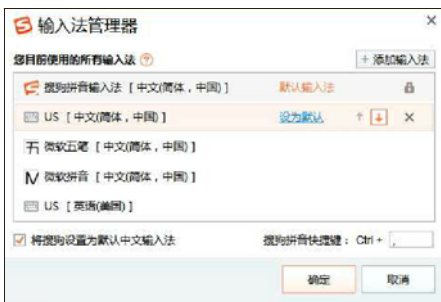 输入法管理器
您目前使用的所有输入法 ? + 添加输入法
搜狗拼音输入法 [ 中文(简体，中国) ] 默认输入法
US [ 中文(简体，中国) ] 设为默认
微软五笔 [ 中文(简体，中国) ]
微软拼音 [ 中文(简体，中国) ]
US [ 英语(美国) ]
将搜狗设置为默认中文输入法 搜狗拼音快捷键： Ctrl + ,
确定 取消